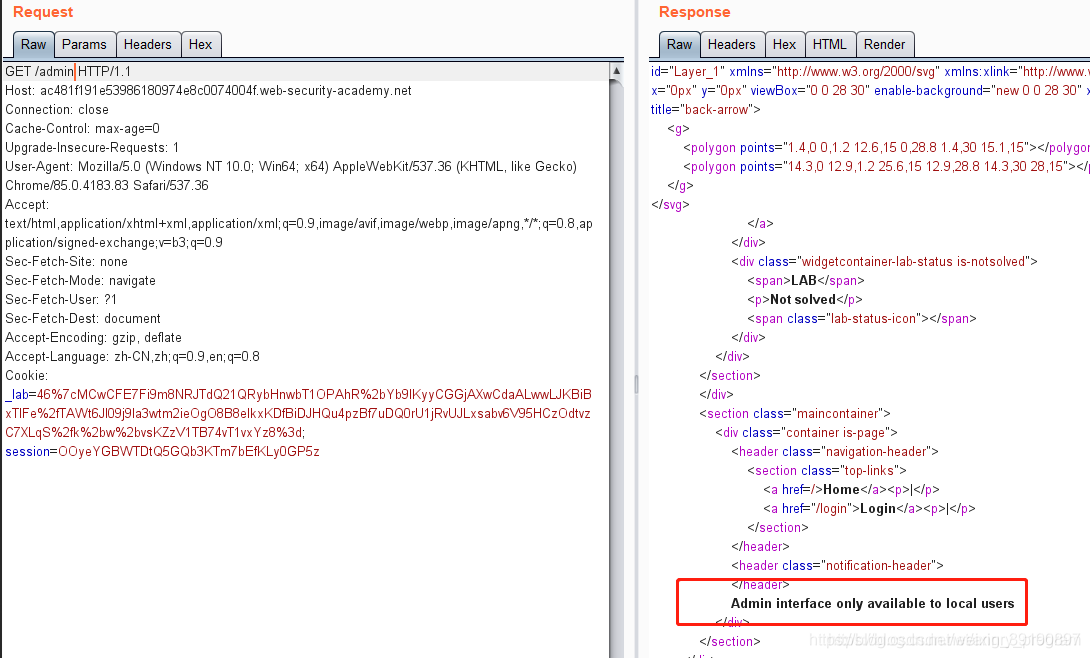 Request
Raw Params Headers Hex
GET /admin HTTP/1.1
Host: ac481f191e53986180974e8c0074004f.web-security-academy.net
Connection: close
Cache-Control: max-age=0
Upgrade-Insecure-Requests: 1
User-Agent: Mozilla/5.0 (Windows NT 10.0; Win64; x64) AppleWebKit/537.36 (KHTML, like Gecko)
Chrome/85.0.4183.83 Safari/537.36
Accept:
text/html,application/xhtml+xml,application/xml;q=0.9,image/avif,image/webp,image/apng,*/*;q=0.8,ap
plication/signed-exchange;v=b3;q=0.9
Sec-Fetch-Site: none
Sec-Fetch-Mode: navigate
Sec-Fetch-User: ?1
Sec-Fetch-Dest: document
Accept-Encoding: gzip, deflate
Accept-Language: zh-CN,zh;q=0.9,en;q=0.8
Cookie:
_lab=46%7cMCwCFE7Fi9m8NRJTdQ21QRybHnwbT1OPAhR%2bYb9IKyyCGGjAXwCdaALwwLJKBiB
xTlFe%2fTAWt6Jl09j9Ia3wtm2ieOgO8B8eIkxKDfBiDJHQu4pzBf7uDQ0rU1jRvUJLxsabv6V95HCzOdtvz
C7XLqS%2fk%2bw%2bvsKZzV1TB74vT1vxYz8%3d;
session=OOyeYGBWTDtQ5GQb3KTm7bEfKLy0GP5z
Response
Raw Headers Hex HTML Render
id="Layer_1" xmlns="http://www.w3.org/2000/svg" xmlns:xlink="http://www.
x="0px" y="0px" viewBox="0 0 28 30" enable-background="new 0 0 28 30" x
title="back-arrow">
<g>
<polygon points="1.4,0 0,1.2 12.6,15 0,28.8 1.4,30 15.1,15"></polygon
<polygon points="14.3,0 12.9,1.2 25.6,15 12.9,28.8 14.3,30 28,15"></p
</g>
</svg>
</a>
</div>
<div class="widgetcontainer-lab-status is-notsolved">
<span>LAB</span>
<p>Not solved</p>
<span class="lab-status-icon"></span>
</div>
</div>
</section>
</div>
<section class="maincontainer">
<div class="container is-page">
<header class="navigation-header">
<section class="top-links">
<a href=/>Home</a><p>|</p>
<a href="/login">Login</a><p>|</p>
</section>
</header>
<header class="notification-header">
</header>
Admin interface only available to local users
</div>
</section>
</div>